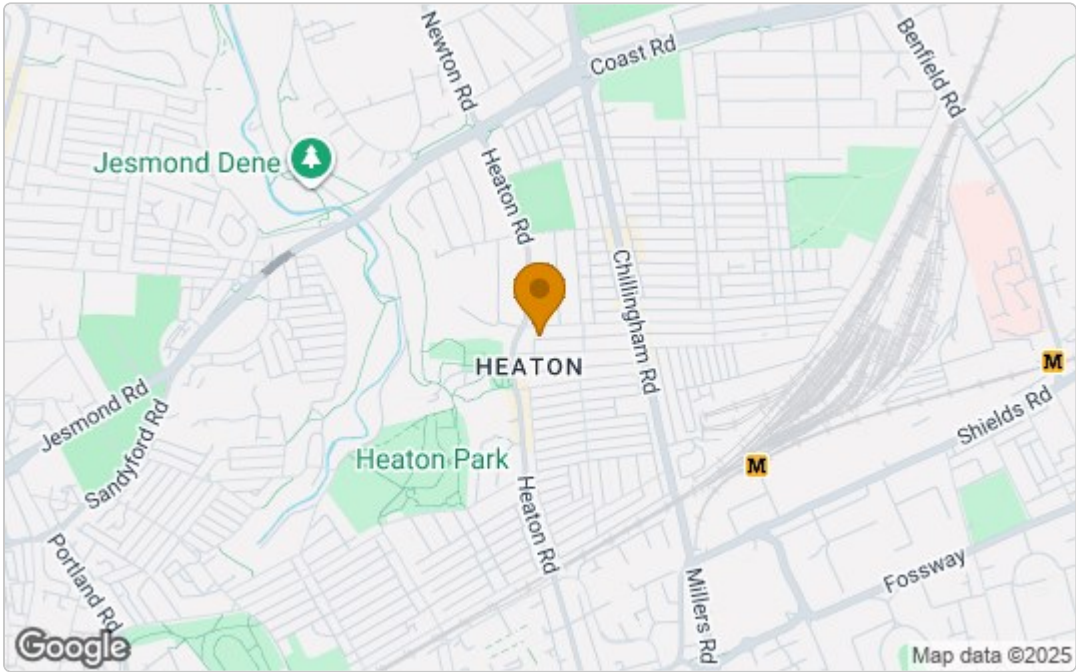 Newton Rd
Coast Rd
Benfield Rd
Jesmond Dene
Heaton Rd
Chillingham Rd
HEATON
M
Jesmond Rd
Shields Rd
Sandyford Rd
Heaton Park
M
Heaton Rd
Portland Rd
Millers Rd
Fossway
Google
Map data ©2025